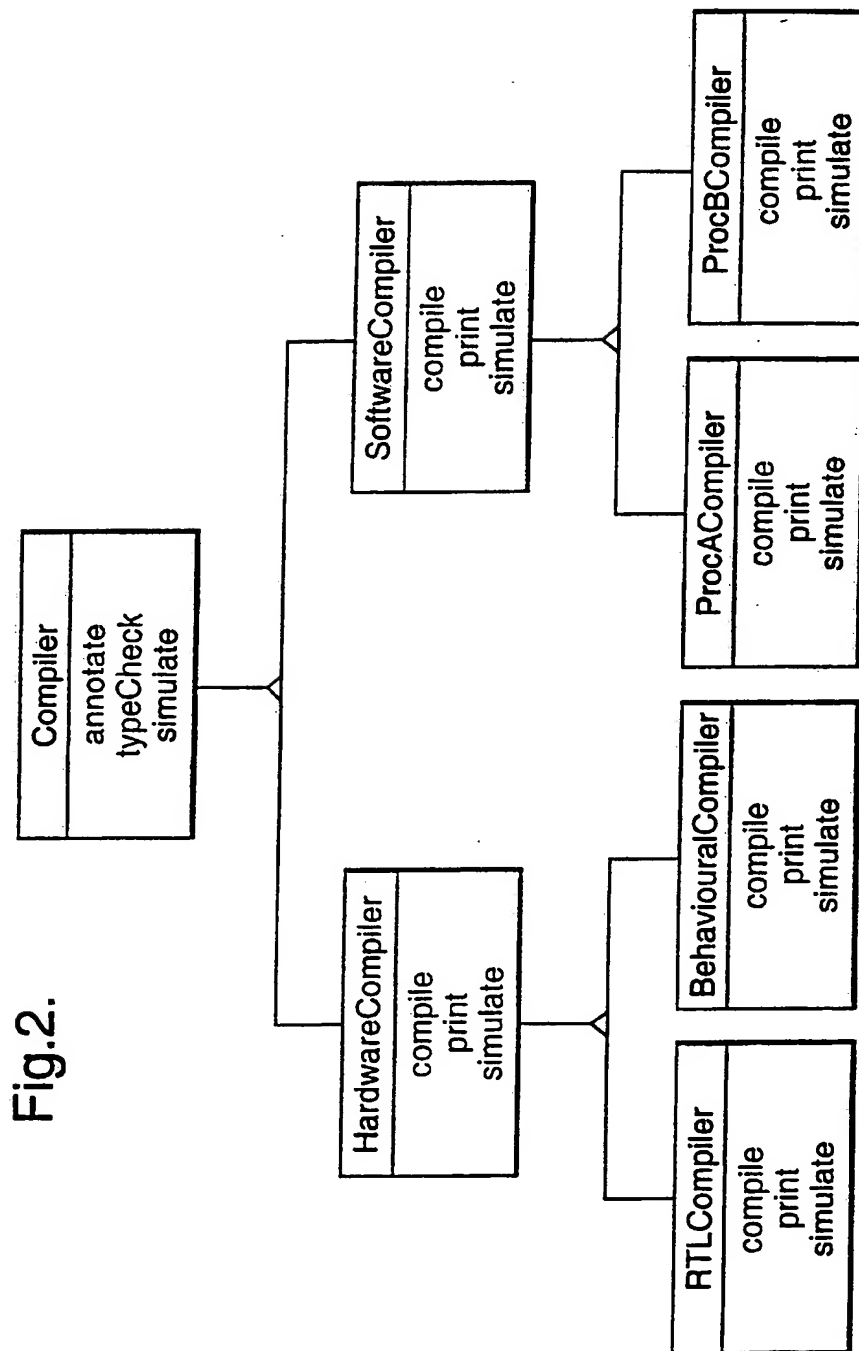 Fig.2.
Compiler
annotate
typeCheck
simulate
HardwareCompiler
compile
print
simulate
SoftwareCompiler
compile
print
simulate
RTLCompiler
compile
print
simulate
BehaviouralCompiler
compile
print
simulate
ProcACompiler
compile
print
simulate
ProcBCompiler
compile
print
simulate